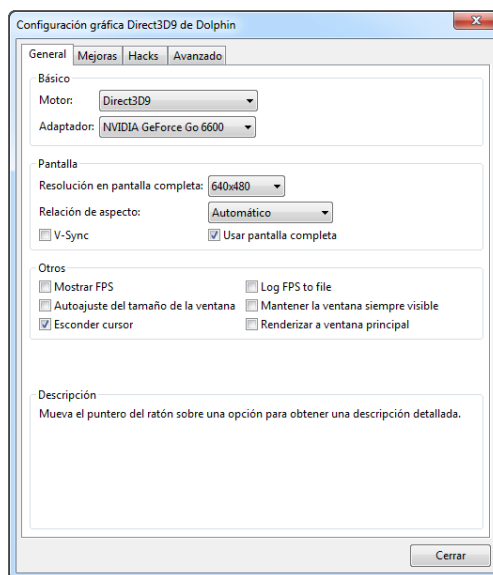 Configuración gráfica Direct3D9 de Dolphin
General Mejoras Hacks Avanzado
Básico
Motor: Direct3D9
Adaptador: NVIDIA GeForce Go 6600
Pantalla
Resolución en pantalla completa: 640x480
Relación de aspecto: Automático
V-Sync Usar pantalla completa
Otros
Mostrar FPS Log FPS to file
Autoajuste del tamaño de la ventana Mantener la ventana siempre visible
Esconder cursor Renderizar a ventana principal
Descripción
Mueva el puntero del ratón sobre una opción para obtener una descripción detallada.
Cerrar